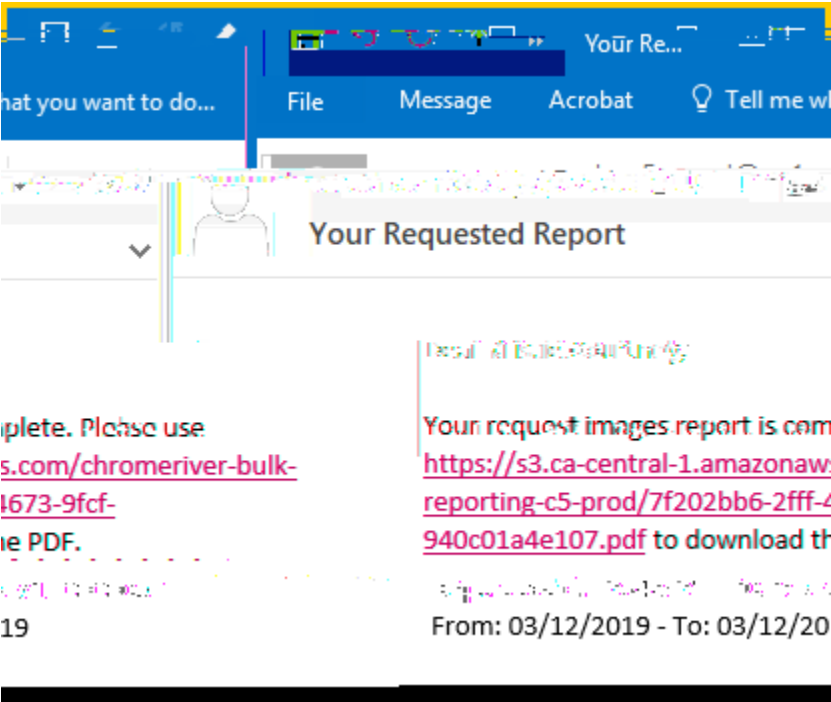 Your Re...
hat you want to do...
File Message Acrobat Tell me wh
Your Requested Report
plete. Please use
s.com/chromeriver-bulk-
4673-9fcf-
e PDF.
19
Your request images report is com
https://s3.ca-central-1.amazonaws
reporting-c5-prod/7f202bb6-2fff-4
940c01a4e107.pdf to download th
From: 03/12/2019 - To: 03/12/20